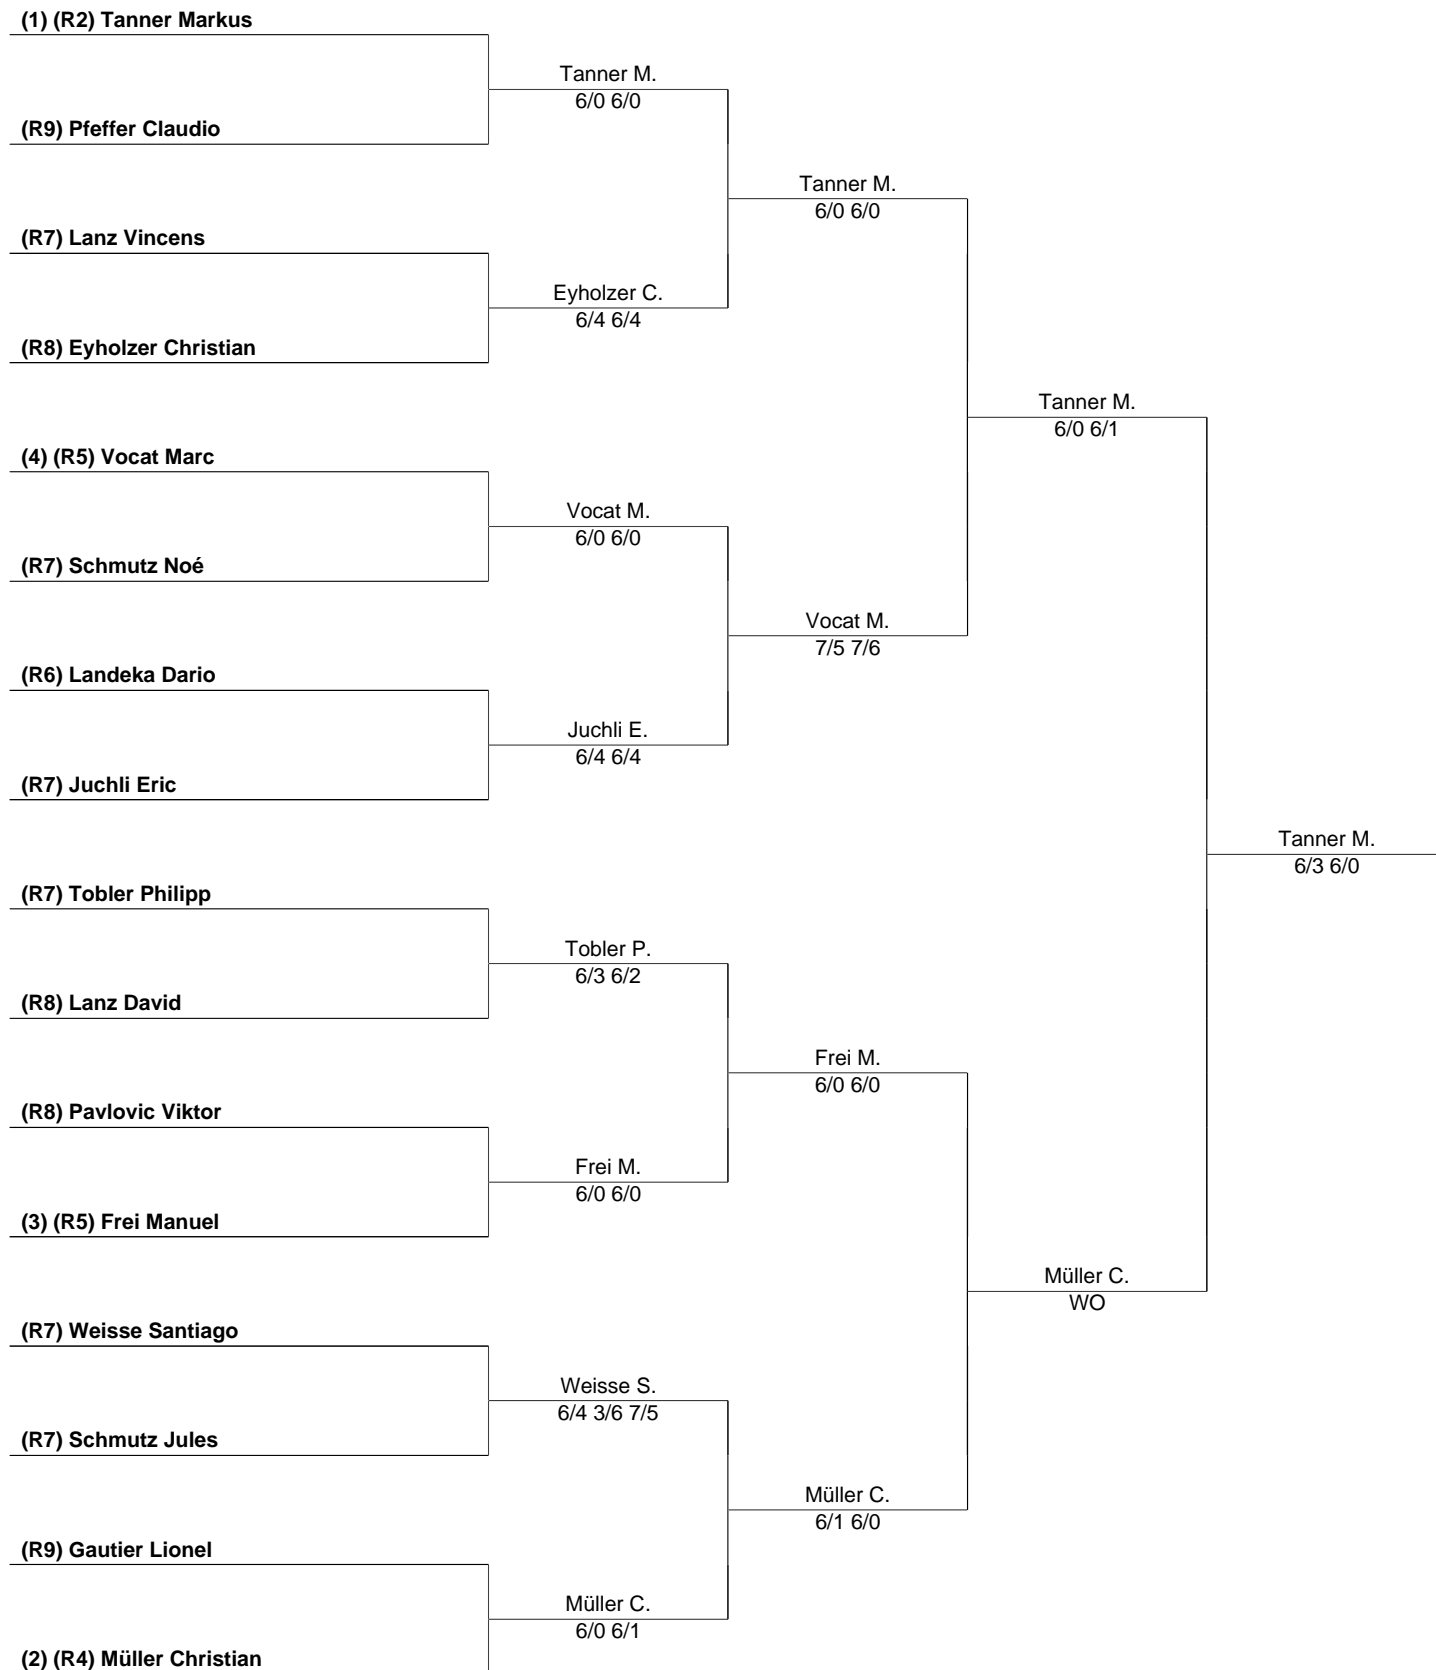 (1) (R2) Tanner Markus
Tanner M.
6/0 6/0
(R9) Pfeffer Claudio
Tanner M.
6/0 6/0
(R7) Lanz Vincens
Eyholzer C.
6/4 6/4
(R8) Eyholzer Christian
Tanner M.
6/0 6/1
(4) (R5) Vocat Marc
Vocat M.
6/0 6/0
(R7) Schmutz Noé
Vocat M.
7/5 7/6
(R6) Landeka Dario
Juchli E.
6/4 6/4
(R7) Juchli Eric
Tanner M.
6/3 6/0
(R7) Tobler Philipp
Tobler P.
6/3 6/2
(R8) Lanz David
Frei M.
6/0 6/0
(R8) Pavlovic Viktor
Frei M.
6/0 6/0
(3) (R5) Frei Manuel
Müller C.
WO
(R7) Weisse Santiago
Weisse S.
6/4 3/6 7/5
(R7) Schmutz Jules
Müller C.
6/1 6/0
(R9) Gautier Lionel
Müller C.
6/0 6/1
(2) (R4) Müller Christian